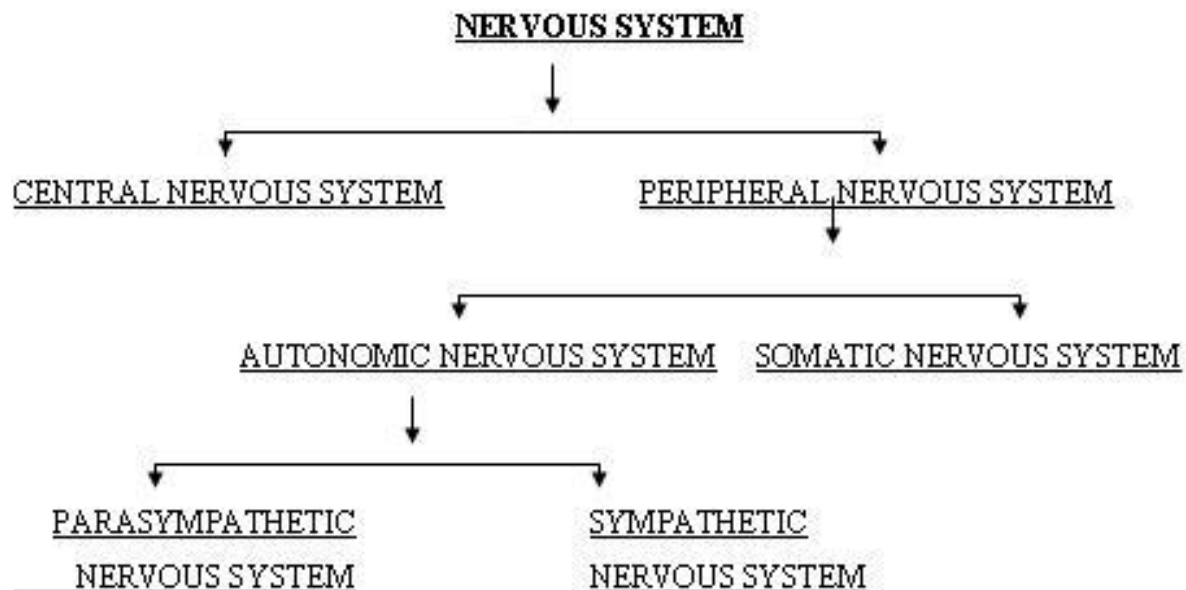 NERVOUS SYSTEM
CENTRAL NERVOUS SYSTEM
PERIPHERAL NERVOUS SYSTEM
AUTONOMIC NERVOUS SYSTEM
SOMATIC NERVOUS SYSTEM
PARASYMPATHETIC
NERVOUS SYSTEM
SYMPATHETIC
NERVOUS SYSTEM